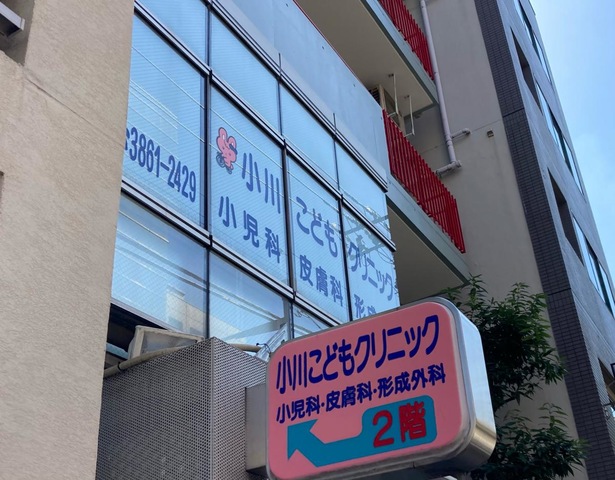 :3861-2429
小川 こども クリニック
小児科 皮膚科 形成
小川こどもクリニック
小児科・皮膚科・形成外科
2階